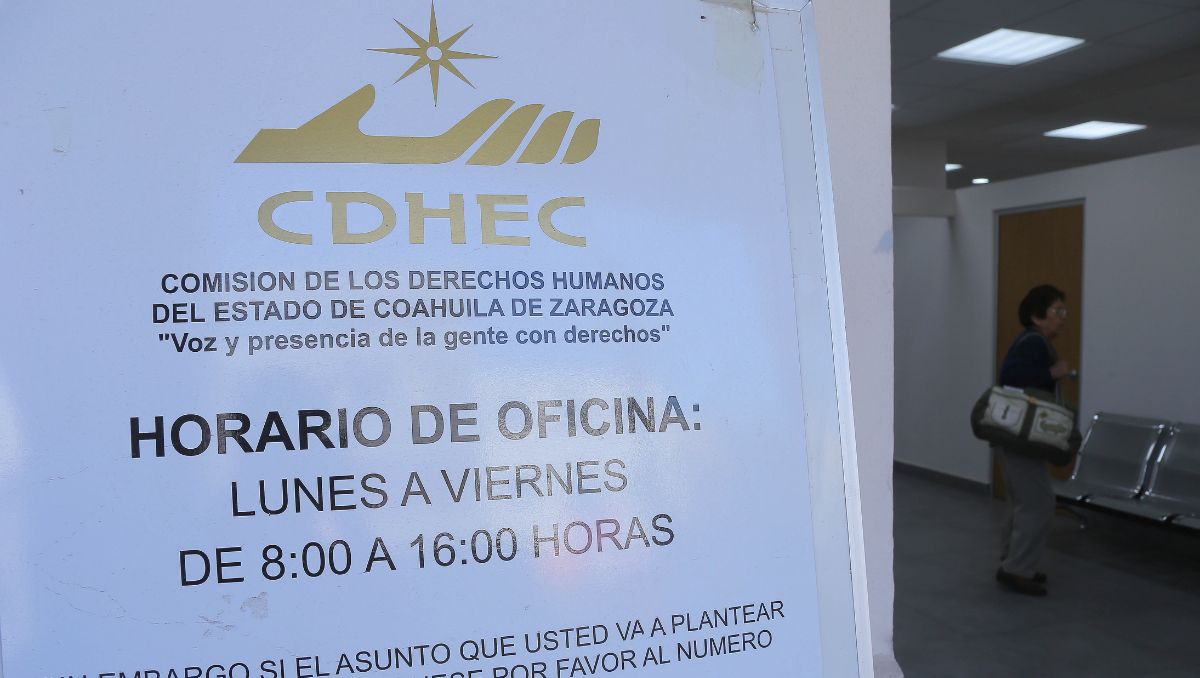 CDHEC
COMISION DE LOS DERECHOS HUMANOS
DEL ESTADO DE COAHUILA DE ZARAGOZA
"Voz y presencia de la gente con derechos"
HORARIO DE OFICINA:
LUNES A VIERNES
DE 8:00 A 16:00 HORAS
EMBARGO SI EL ASUNTO QUE USTED VA A PLANTEAR
POR FAVOR AL NUMERO